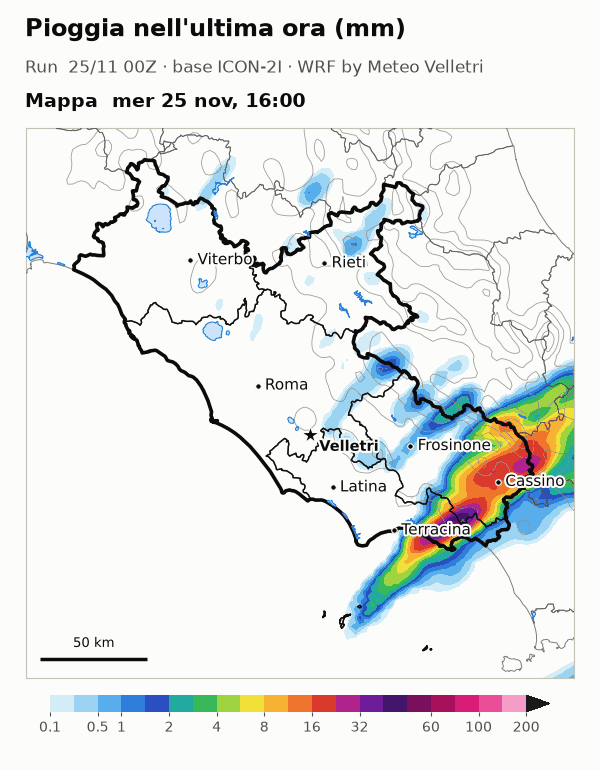 Pioggia nell'ultima ora (mm)
Run  25/11 00Z · base ICON-2I · WRF by Meteo Velletri
Mappa  mer 25 nov, 16:00
Viterbo
Rieti
Roma
Velletri
Frosinone
Latina
Cassino
Terracina
50 km
0.1 0.5 1 2 4 8 16 32 60 100 200